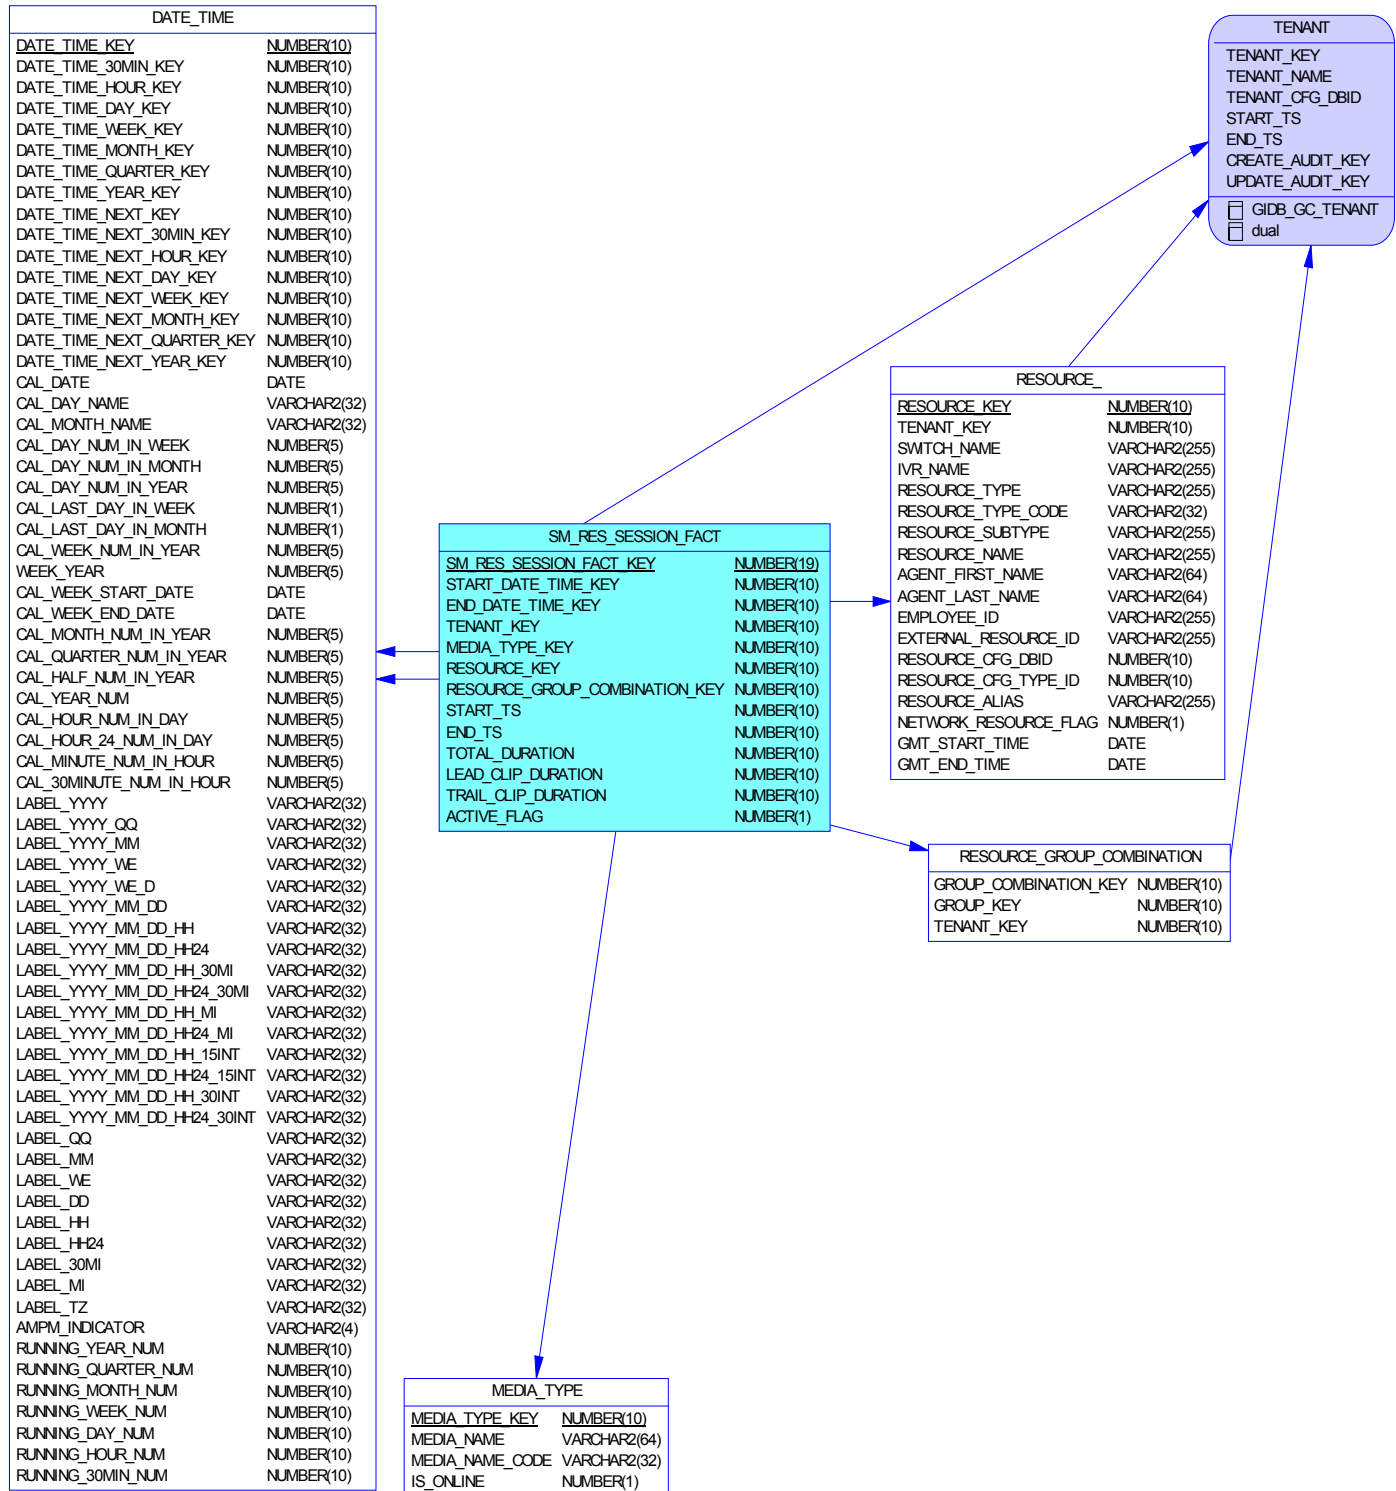 DATE_TIME
DATE_TIME_KEY NUMBER(10)
DATE_TIME_30MIN_KEY NUMBER(10)
DATE_TIME_HOUR_KEY NUMBER(10)
DATE_TIME_DAY_KEY NUMBER(10)
DATE_TIME_WEEK_KEY NUMBER(10)
DATE_TIME_MONTH_KEY NUMBER(10)
DATE_TIME_QUARTER_KEY NUMBER(10)
DATE_TIME_YEAR_KEY NUMBER(10)
DATE_TIME_NEXT_KEY NUMBER(10)
DATE_TIME_NEXT_30MIN_KEY NUMBER(10)
DATE_TIME_NEXT_HOUR_KEY NUMBER(10)
DATE_TIME_NEXT_DAY_KEY NUMBER(10)
DATE_TIME_NEXT_WEEK_KEY NUMBER(10)
DATE_TIME_NEXT_MONTH_KEY NUMBER(10)
DATE_TIME_NEXT_QUARTER_KEY NUMBER(10)
DATE_TIME_NEXT_YEAR_KEY NUMBER(10)
CAL_DATE DATE
CAL_DAY_NAME VARCHAR2(32)
CAL_MONTH_NAME VARCHAR2(32)
CAL_DAY_NUM_IN_WEEK NUMBER(5)
CAL_DAY_NUM_IN_MONTH NUMBER(5)
CAL_DAY_NUM_IN_YEAR NUMBER(5)
CAL_LAST_DAY_IN_WEEK NUMBER(1)
CAL_LAST_DAY_IN_MONTH NUMBER(1)
CAL_WEEK_NUM_IN_YEAR NUMBER(5)
WEEK_YEAR NUMBER(5)
CAL_WEEK_START_DATE DATE
CAL_WEEK_END_DATE DATE
CAL_MONTH_NUM_IN_YEAR NUMBER(5)
CAL_QUARTER_NUM_IN_YEAR NUMBER(5)
CAL_HALF_NUM_IN_YEAR NUMBER(5)
CAL_YEAR_NUM NUMBER(5)
CAL_HOUR_NUM_IN_DAY NUMBER(5)
CAL_HOUR_24_NUM_IN_DAY NUMBER(5)
CAL_MINUTE_NUM_IN_HOUR NUMBER(5)
CAL_30MINUTE_NUM_IN_HOUR NUMBER(5)
LABEL_YYYY VARCHAR2(32)
LABEL_YYYY_QQ VARCHAR2(32)
LABEL_YYYY_MM VARCHAR2(32)
LABEL_YYYY_WE VARCHAR2(32)
LABEL_YYYY_WE_D VARCHAR2(32)
LABEL_YYYY_MM_DD VARCHAR2(32)
LABEL_YYYY_MM_DD_HH VARCHAR2(32)
LABEL_YYYY_MM_DD_HH24 VARCHAR2(32)
LABEL_YYYY_MM_DD_HH_30MI VARCHAR2(32)
LABEL_YYYY_MM_DD_HH24_30MI VARCHAR2(32)
LABEL_YYYY_MM_DD_HH_MI VARCHAR2(32)
LABEL_YYYY_MM_DD_HH24_MI VARCHAR2(32)
LABEL_YYYY_MM_DD_HH_15INT VARCHAR2(32)
LABEL_YYYY_MM_DD_HH24_15INT VARCHAR2(32)
LABEL_YYYY_MM_DD_HH_30INT VARCHAR2(32)
LABEL_YYYY_MM_DD_HH24_30INT VARCHAR2(32)
LABEL_QQ VARCHAR2(32)
LABEL_MM VARCHAR2(32)
LABEL_WE VARCHAR2(32)
LABEL_DD VARCHAR2(32)
LABEL_HH VARCHAR2(32)
LABEL_HH24 VARCHAR2(32)
LABEL_30MI VARCHAR2(32)
LABEL_MI VARCHAR2(32)
LABEL_TZ VARCHAR2(32)
AMPM_INDICATOR VARCHAR2(4)
RUNNING_YEAR_NUM NUMBER(10)
RUNNING_QUARTER_NUM NUMBER(10)
RUNNING_MONTH_NUM NUMBER(10)
RUNNING_WEEK_NUM NUMBER(10)
RUNNING_DAY_NUM NUMBER(10)
RUNNING_HOUR_NUM NUMBER(10)
RUNNING_30MIN_NUM NUMBER(10)
SM_RES_SESSION_FACT
SM_RES_SESSION_FACT_KEY NUMBER(19)
START_DATE_TIME_KEY NUMBER(10)
END_DATE_TIME_KEY NUMBER(10)
TENANT_KEY NUMBER(10)
MEDIA_TYPE_KEY NUMBER(10)
RESOURCE_KEY NUMBER(10)
RESOURCE_GROUP_COMBINATION_KEY NUMBER(10)
START_TS NUMBER(10)
END_TS NUMBER(10)
TOTAL_DURATION NUMBER(10)
LEAD_CLIP_DURATION NUMBER(10)
TRAIL_CLIP_DURATION NUMBER(10)
ACTIVE_FLAG NUMBER(1)
MEDIA_TYPE
MEDIA_TYPE_KEY NUMBER(10)
MEDIA_NAME VARCHAR2(64)
MEDIA_NAME_CODE VARCHAR2(32)
IS_ONLINE NUMBER(1)
TENANT
TENANT_KEY
TENANT_NAME
TENANT_CFG_DBID
START_TS
END_TS
CREATE_AUDIT_KEY
UPDATE_AUDIT_KEY
GIDB_GC_TENANT
dual
RESOURCE_
RESOURCE_KEY NUMBER(10)
TENANT_KEY NUMBER(10)
SWITCH_NAME VARCHAR2(255)
IVR_NAME VARCHAR2(255)
RESOURCE_TYPE VARCHAR2(255)
RESOURCE_TYPE_CODE VARCHAR2(32)
RESOURCE_SUBTYPE VARCHAR2(255)
RESOURCE_NAME VARCHAR2(255)
AGENT_FIRST_NAME VARCHAR2(64)
AGENT_LAST_NAME VARCHAR2(64)
EMPLOYEE_ID VARCHAR2(255)
EXTERNAL_RESOURCE_ID VARCHAR2(255)
RESOURCE_CFG_DBID NUMBER(10)
RESOURCE_CFG_TYPE_ID NUMBER(10)
RESOURCE_ALIAS VARCHAR2(255)
NETWORK_RESOURCE_FLAG NUMBER(1)
GMT_START_TIME DATE
GMT_END_TIME DATE
RESOURCE_GROUP_COMBINATION
GROUP_COMBINATION_KEY NUMBER(10)
GROUP_KEY NUMBER(10)
TENANT_KEY NUMBER(10)